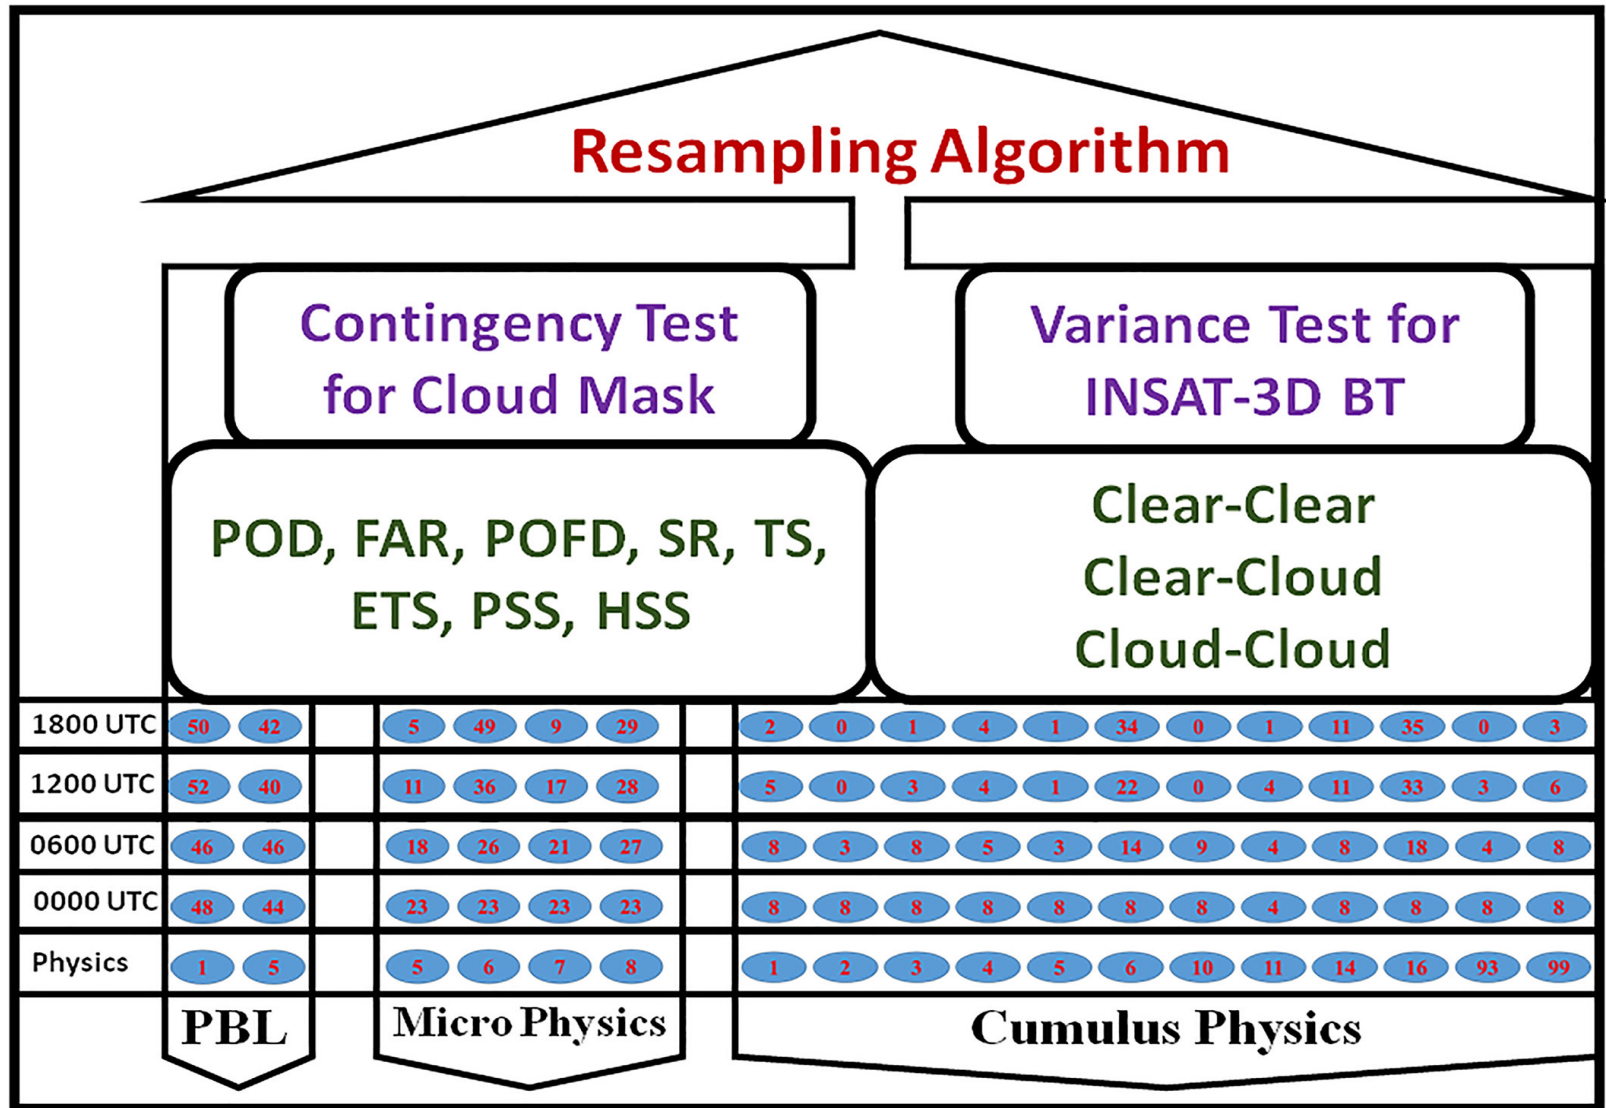 Resampling Algorithm
Contingency Test
for Cloud Mask
Variance Test for
INSAT-3D BT
POD, FAR, POFD, SR, TS,
ETS, PSS, HSS
Clear-Clear
Clear-Cloud
Cloud-Cloud
1800 UTC 50 42 5 49 9 29 2 0 1 4 1 34 0 1 11 35 0 3
1200 UTC 52 40 11 36 17 28 5 0 3 4 1 22 0 4 11 33 3 6
0600 UTC 46 46 18 26 21 27 8 3 8 5 3 14 9 4 8 18 4 8
0000 UTC 48 44 23 23 23 23 8 8 8 8 8 8 8 4 8 8 8 8
Physics 1 5 5 6 7 8 1 2 3 4 5 6 10 11 14 16 93 99
PBL Micro Physics Cumulus Physics